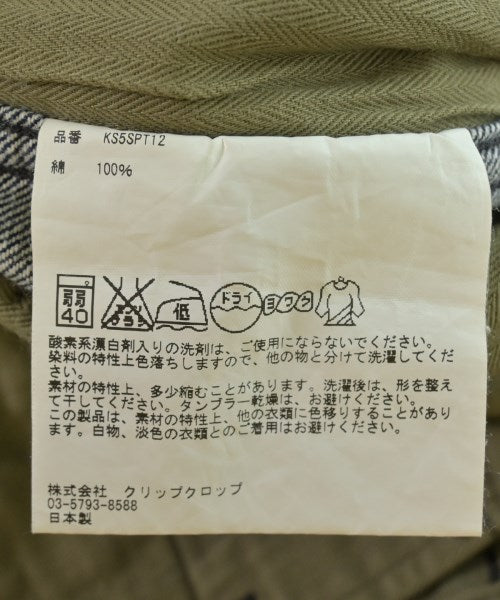 品番 KS5SPT12
綿 100%
弱 40 エンソサラシ 低 ドライ ヨワク
酸素系漂白剤入りの洗剤は、ご使用にならないでください。
染料の特性上色落ちしますので、他の物と分けて洗濯してくだ
さい。
素材の特性上、多少縮むことがあります。洗濯後は、形を整え
て干してください。タンブラー乾燥は、お避けください。
この製品は、素材の特性上、他の衣類に色移りすることがあり
ます。白物、淡色の衣類とのご着用はお避けください。
株式会社 クリップクロップ
03-5793-8588
日本製